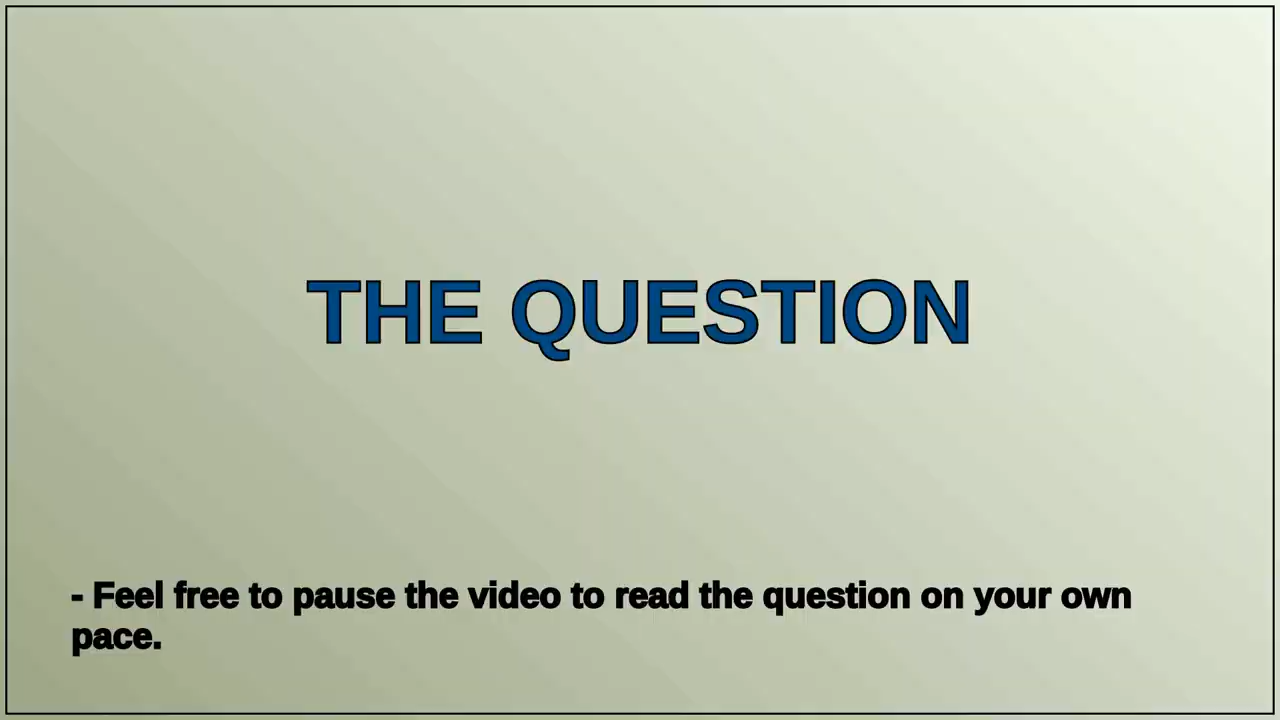 THE QUESTION
- Feel free to pause the video to read the question on your own
pace.